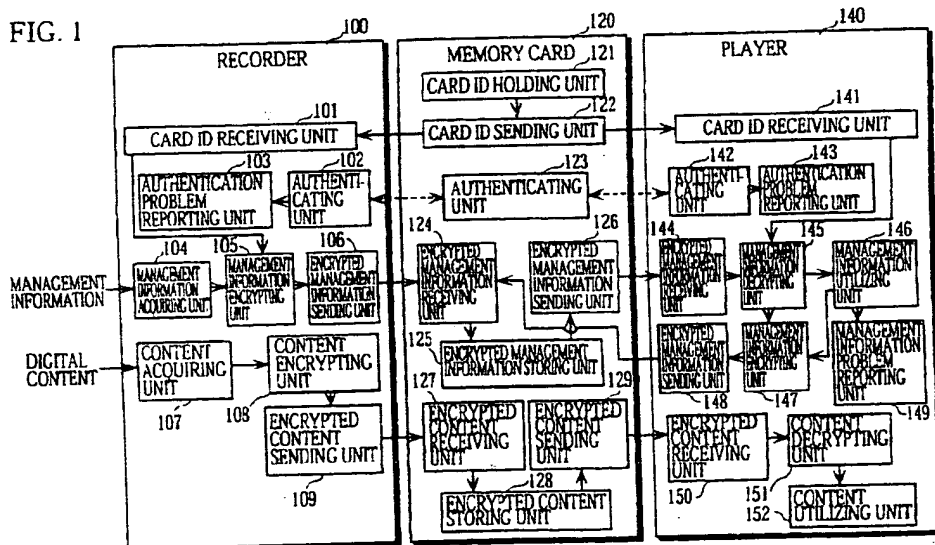 FIG. 1
100
RECORDER
120
MEMORY CARD
140
PLAYER
121
CARD ID HOLDING UNIT
101
CARD ID RECEIVING UNIT
122
CARD ID SENDING UNIT
141
CARD ID RECEIVING UNIT
103
AUTHENTICATION
PROBLEM
REPORTING UNIT
102
AUTHENTI-
CATING
UNIT
123
AUTHENTICATING
UNIT
142
AUTHENTI-
CATING
UNIT
143
AUTHENTICATION
PROBLEM
REPORTING UNIT
MANAGEMENT
INFORMATION
104
MANAGEMENT
INFORMATION
ACQUIRING UNIT
105
MANAGEMENT
INFORMATION
ENCRYPTING
UNIT
106
ENCRYPTED
MANAGEMENT
INFORMATION
SENDING UNIT
124
ENCRYPTED
MANAGEMENT
INFORMATION
RECEIVING
UNIT
126
ENCRYPTED
MANAGEMENT
INFORMATION
SENDING UNIT
144
ENCRYPTED
MANAGEMENT
INFORMATION
RECEIVING UNIT
145
MANAGEMENT
INFORMATION
DECRYPTING
UNIT
146
MANAGEMENT
INFORMATION
UTILIZING
UNIT
125
ENCRYPTED MANAGEMENT
INFORMATION STORING UNIT
ENCRYPTED
MANAGEMENT
INFORMATION
SENDING UNIT
148
MANAGEMENT
INFORMATION
ENCRYPTING
UNIT
147
MANAGEMENT
INFORMATION
PROBLEM
REPORTING
UNIT
149
DIGITAL
CONTENT
CONTENT
ACQUIRING
UNIT
107
CONTENT
ENCRYPTING
UNIT
108
ENCRYPTED
CONTENT
SENDING UNIT
109
127
ENCRYPTED
CONTENT
RECEIVING
UNIT
129
ENCRYPTED
CONTENT
SENDING
UNIT
128
ENCRYPTED CONTENT
STORING UNIT
ENCRYPTED
CONTENT
RECEIVING
UNIT
150
CONTENT
DECRYPTING
UNIT
151
CONTENT
UTILIZING UNIT
152